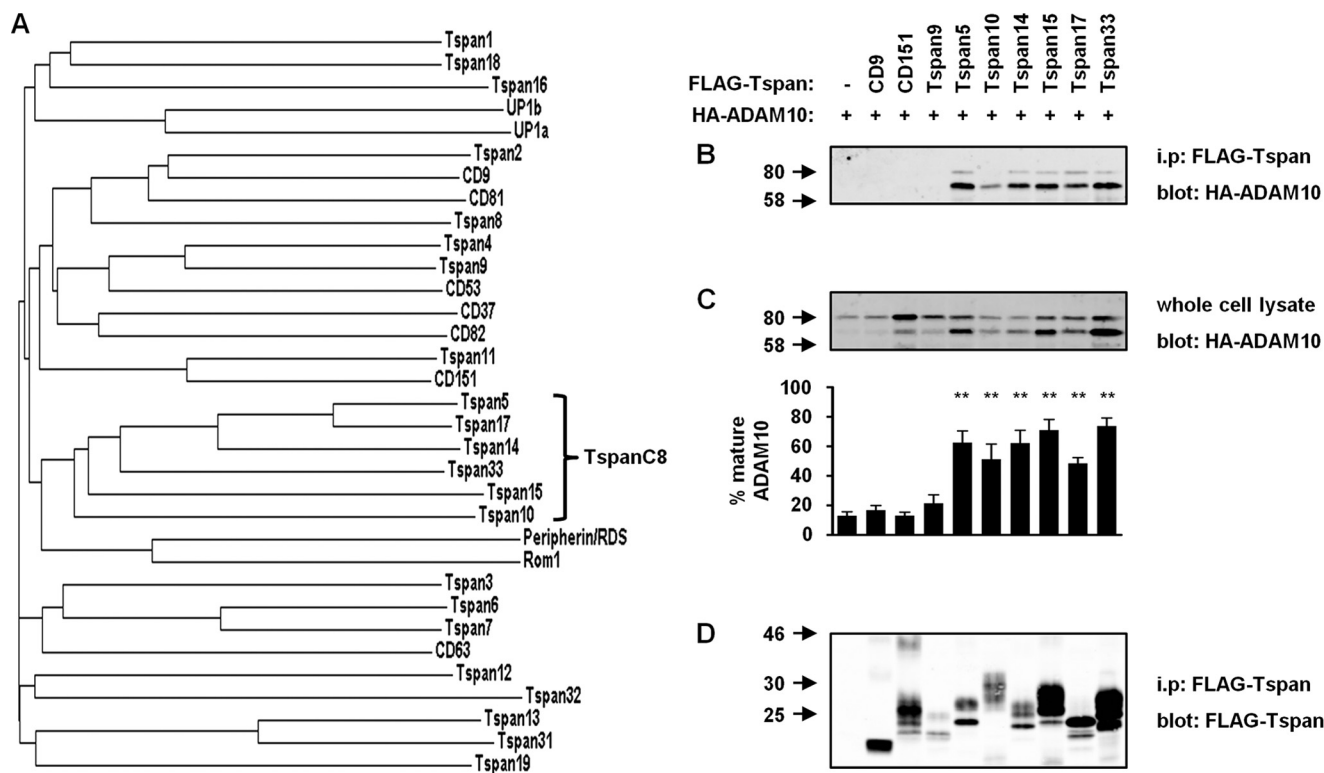 A
Tspan1
Tspan18
Tspan16
UP1b
UP1a
Tspan2
CD9
CD81
Tspan8
Tspan4
Tspan9
CD53
CD37
CD82
Tspan11
CD151
Tspan5
Tspan17
Tspan14
Tspan33
Tspan15
Tspan10
TspanC8
Peripherin/RDS
Rom1
Tspan3
Tspan6
Tspan7
CD63
Tspan12
Tspan32
Tspan13
Tspan31
Tspan19
FLAG-Tspan: - CD9 CD151 Tspan9 Tspan5 Tspan10 Tspan14 Tspan15 Tspan17 Tspan33
HA-ADAM10: + + + + + + + + + +
B
80
58
i.p: FLAG-Tspan
blot: HA-ADAM10
C
80
58
whole cell lysate
blot: HA-ADAM10
% mature
ADAM10
100
80
60
40
20
0
** ** ** ** ** **
D
46
30
25
i.p: FLAG-Tspan
blot: FLAG-Tspan